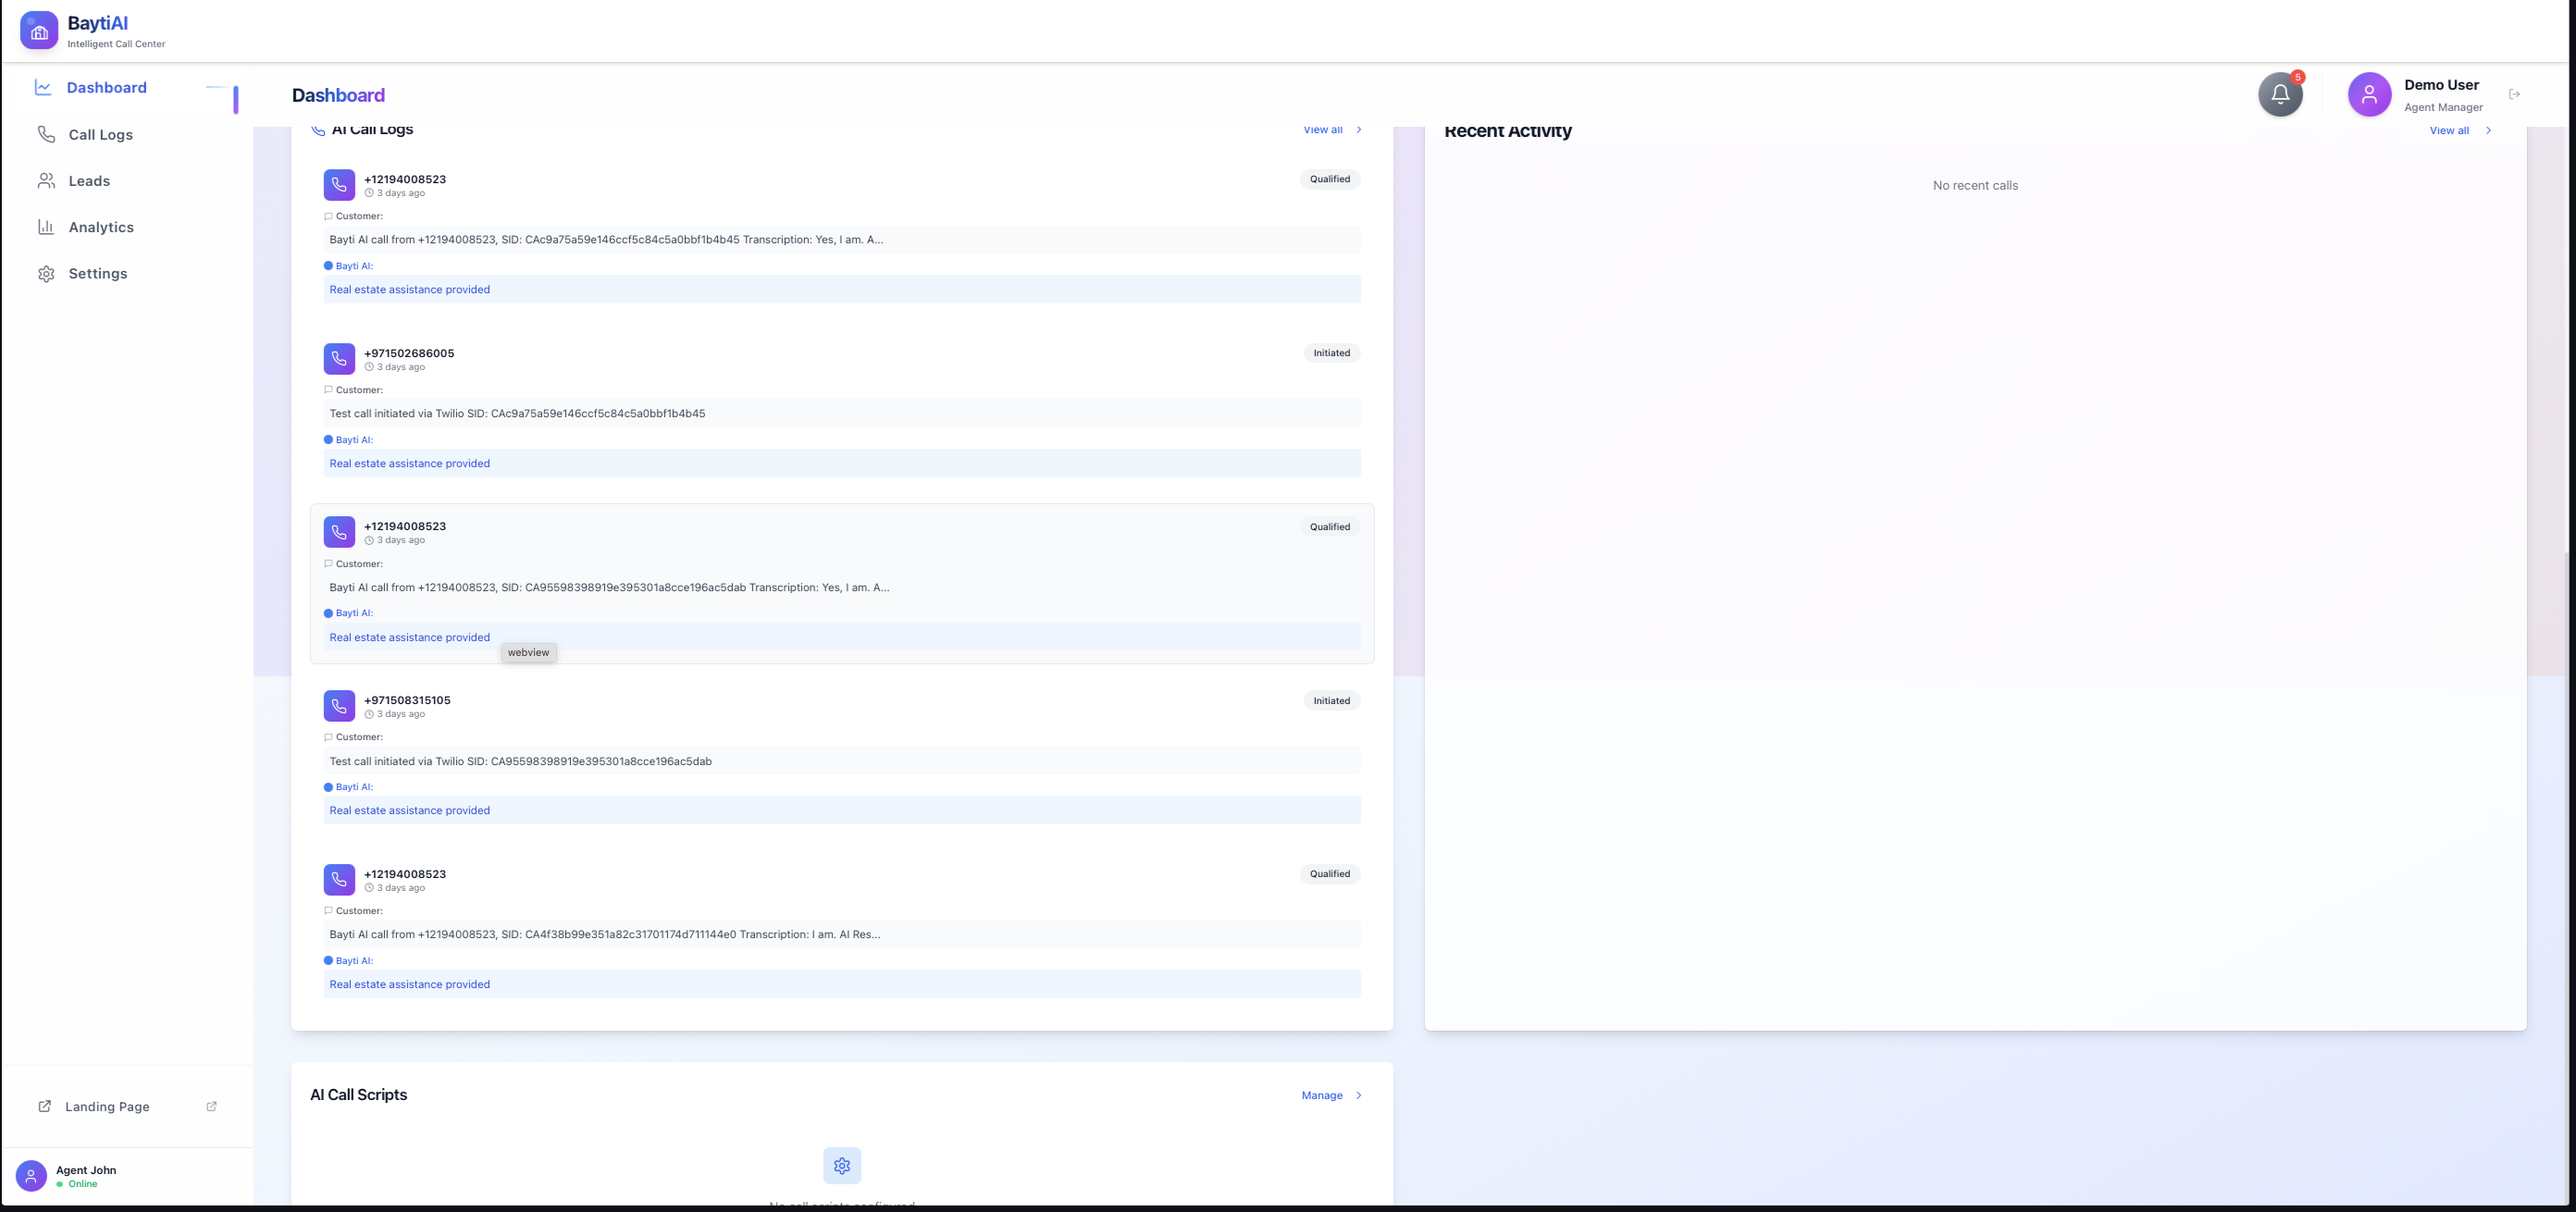 BaytiAI
Intelligent Call Center
Dashboard
Call Logs
Leads
Analytics
Settings
Landing Page
Agent John
Online
Dashboard
5
Demo User
Agent Manager
AI Call Logs
View all
+12194008523
3 days ago
Qualified
Customer:
Bayti AI call from +12194008523, SID: CAc9a75a59e146ccf5c84c5a0bbf1b4b45 Transcription: Yes, I am. A...
Bayti AI:
Real estate assistance provided
+971502686005
3 days ago
Initiated
Customer:
Test call initiated via Twilio SID: CAc9a75a59e146ccf5c84c5a0bbf1b4b45
Bayti AI:
Real estate assistance provided
+12194008523
3 days ago
Qualified
Customer:
Bayti AI call from +12194008523, SID: CA95598398919e395301a8cce196ac5dab Transcription: Yes, I am. A...
Bayti AI:
Real estate assistance provided
webview
+971508315105
3 days ago
Initiated
Customer:
Test call initiated via Twilio SID: CA95598398919e395301a8cce196ac5dab
Bayti AI:
Real estate assistance provided
+12194008523
3 days ago
Qualified
Customer:
Bayti AI call from +12194008523, SID: CA4f38b99e351a82c31701174d711144e0 Transcription: I am. AI Res...
Bayti AI:
Real estate assistance provided
Recent Activity
View all
No recent calls
AI Call Scripts
Manage
No call scripts configured